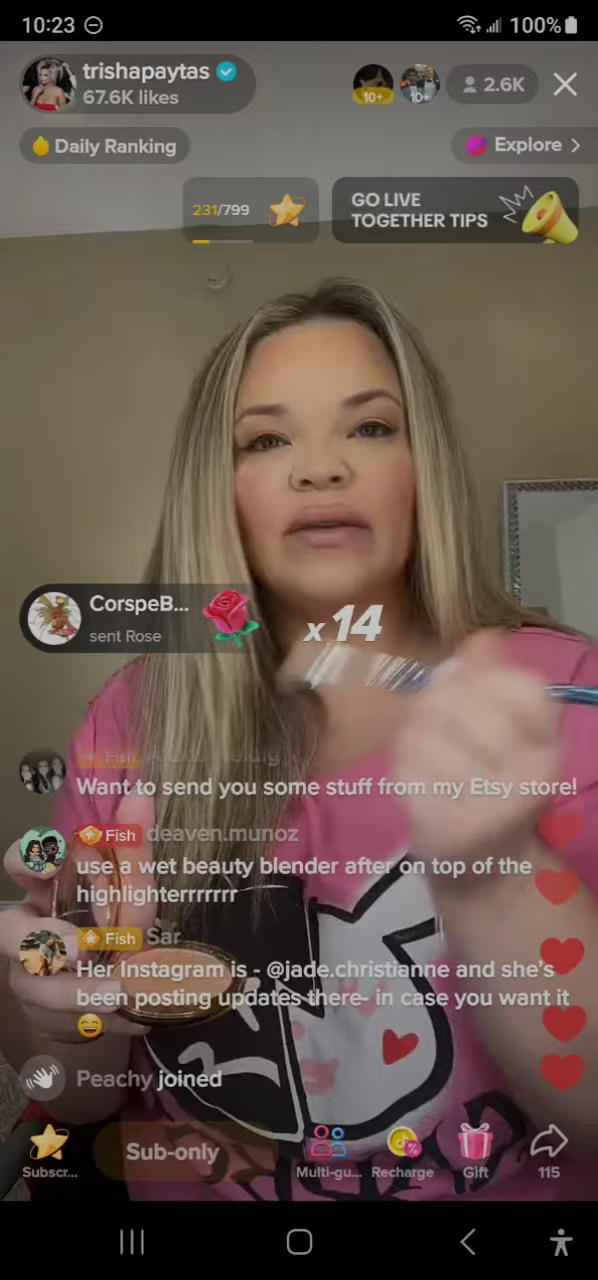 10:23 100%
trishapaytas
67.6K likes
10+ 10+ 2.6K
Daily Ranking Explore
231/799
GO LIVE
TOGETHER TIPS
CorspeB...
sent Rose
x 14
Fish
Want to send you some stuff from my Etsy store!
Fish deaven.munoz
use a wet beauty blender after on top of the
highlighterrrrrrr
Fish Sar
Her Instagram is - @jade.christianne and she's
been posting updates there- in case you want it
Peachy joined
Sub-only
Subscr... Multi-gu... Recharge Gift 115